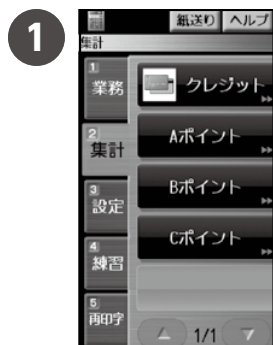 1
紙送り ヘルプ
集計
1
業務
クレジット
2
集計
Aポイント
3
設定
Bポイント
4
練習
Cポイント
5
再印字
1/1